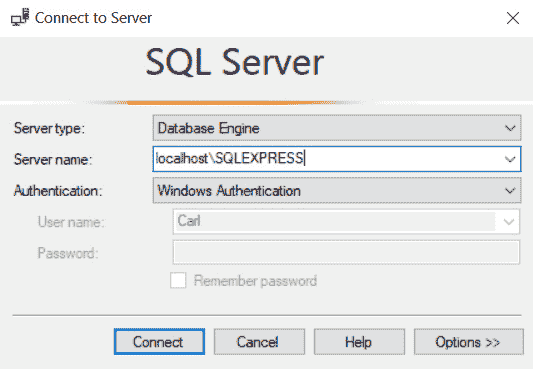 Connect to Server
SQL Server
Server type: Database Engine
Server name: localhost\SQLEXPRESS
Authentication: Windows Authentication
User name: Carl
Password:
Remember password
Connect Cancel Help Options >>